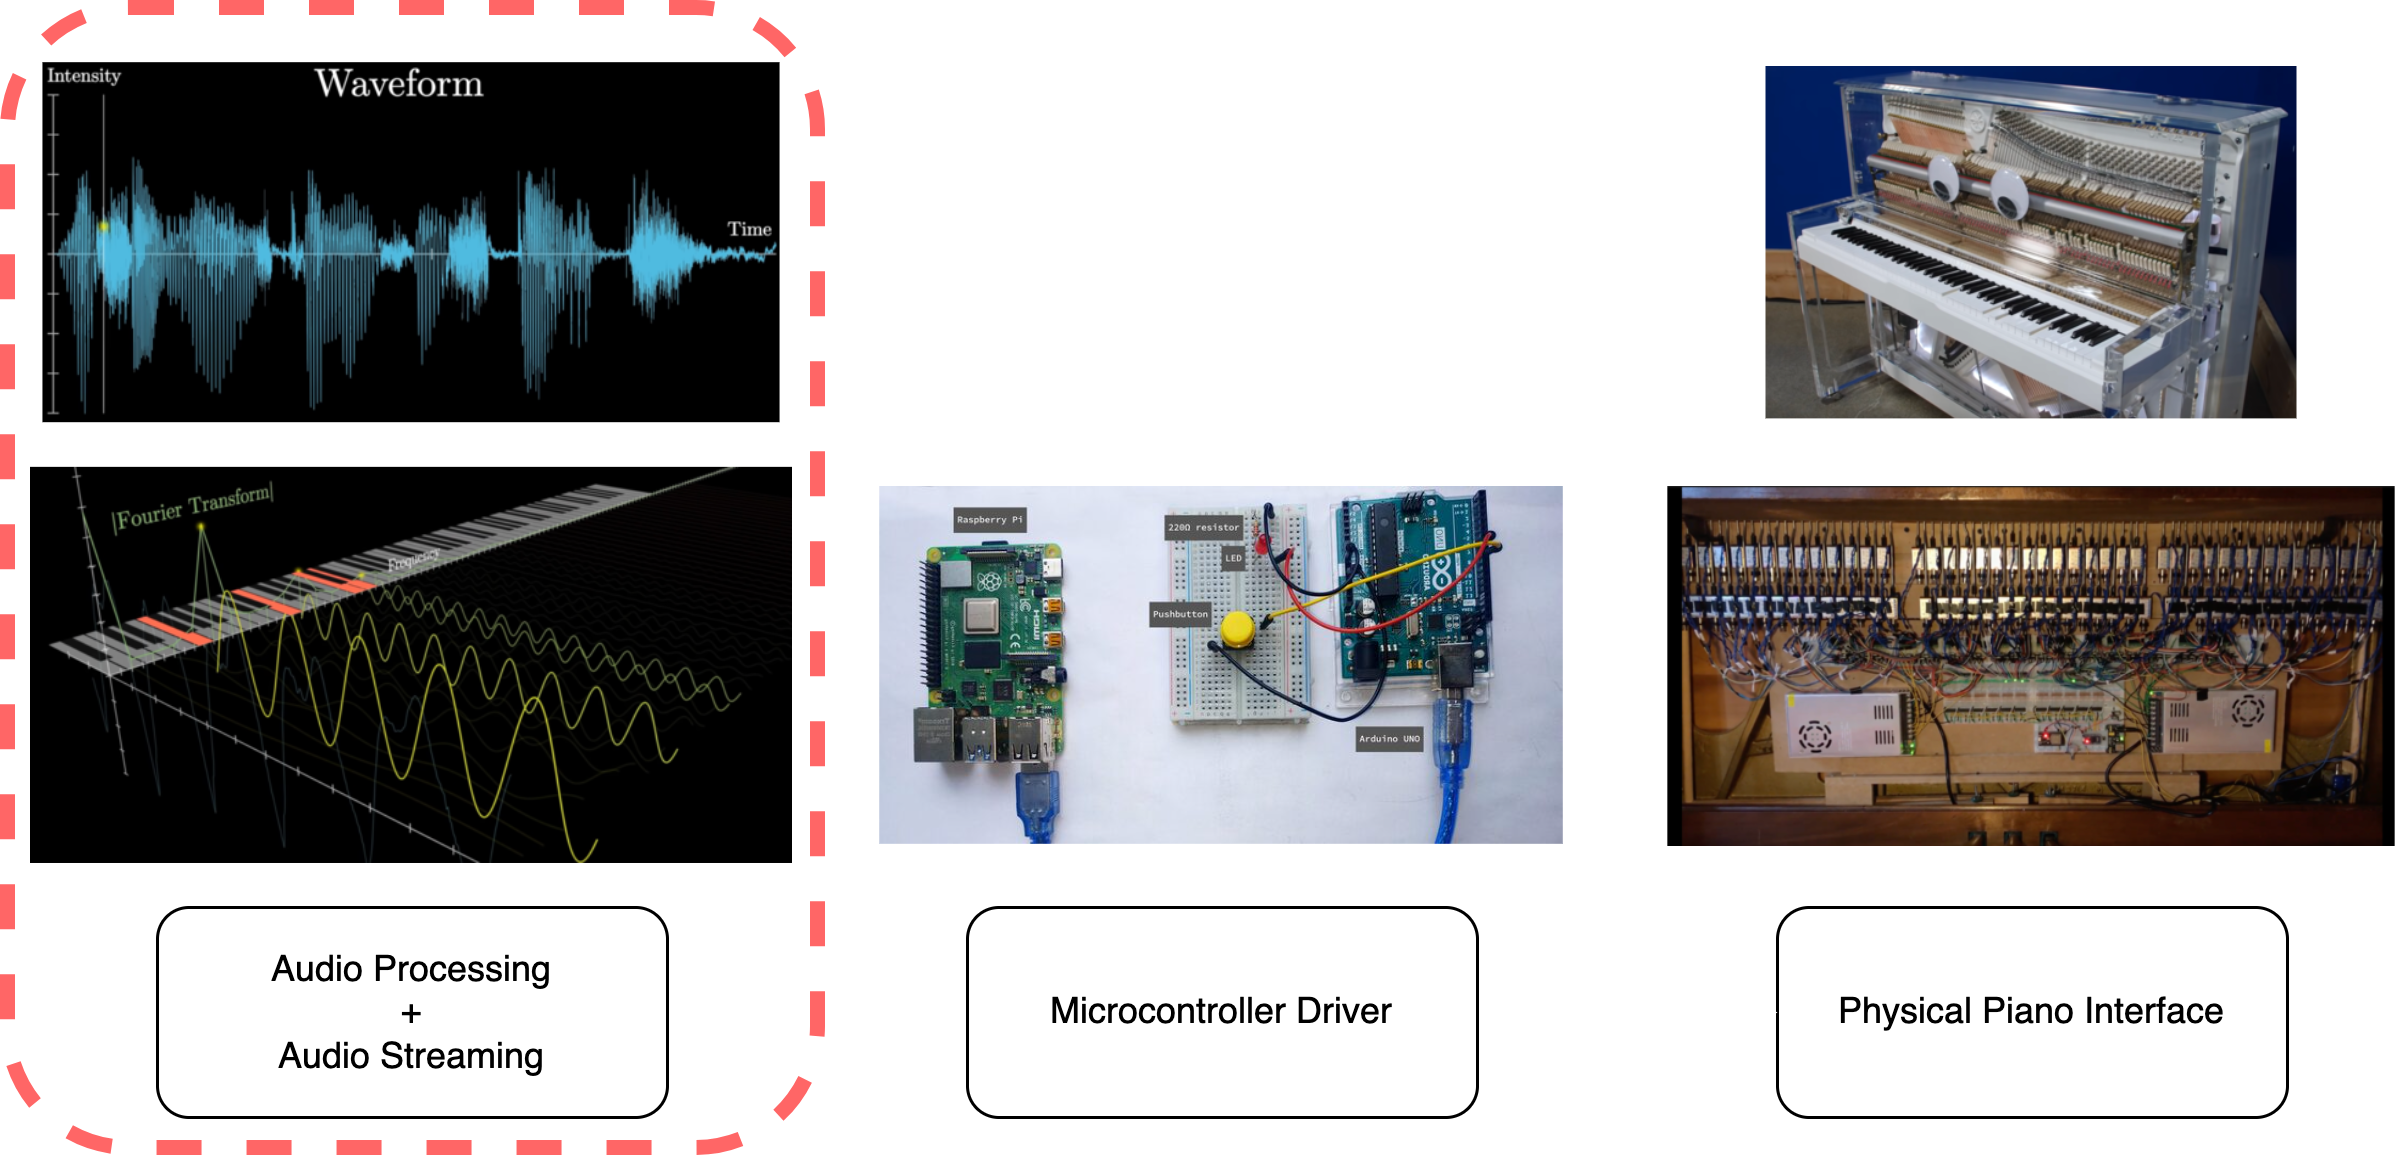 Intensity
Waveform
Time
|Fourier Transform|
Frequency
Raspberry Pi
220Ω resistor
LED
Pushbutton
Arduino UNO
Audio Processing
+
Audio Streaming
Microcontroller Driver
Physical Piano Interface